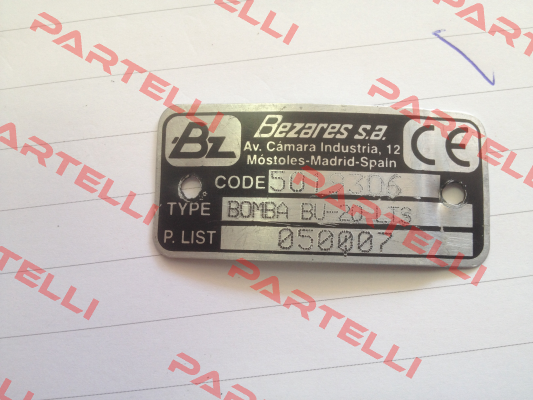 PARTELLI
PARTELLI
PARTELLI
Bz
Bezares s.a.
Av. Cámara Industria, 12
Móstoles-Madrid-Spain
CE
CODE
TYPE BOMBA BU-20 LT3
P. LIST 050007
PARTELLI
PARTELLI
PARTELLI